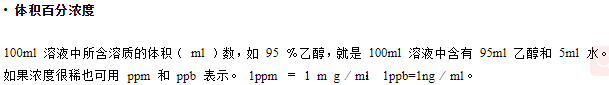 • 体积百分浓度
100ml 溶液中所含溶质的体积( ml )数，如 95 %乙醇，就是 100ml 溶液中含有 95ml 乙醇和 5ml 水。
如果浓度很稀也可用 ppm 和 ppb 表示。 1ppm = 1 m g / ml 1ppb=1ng / ml。